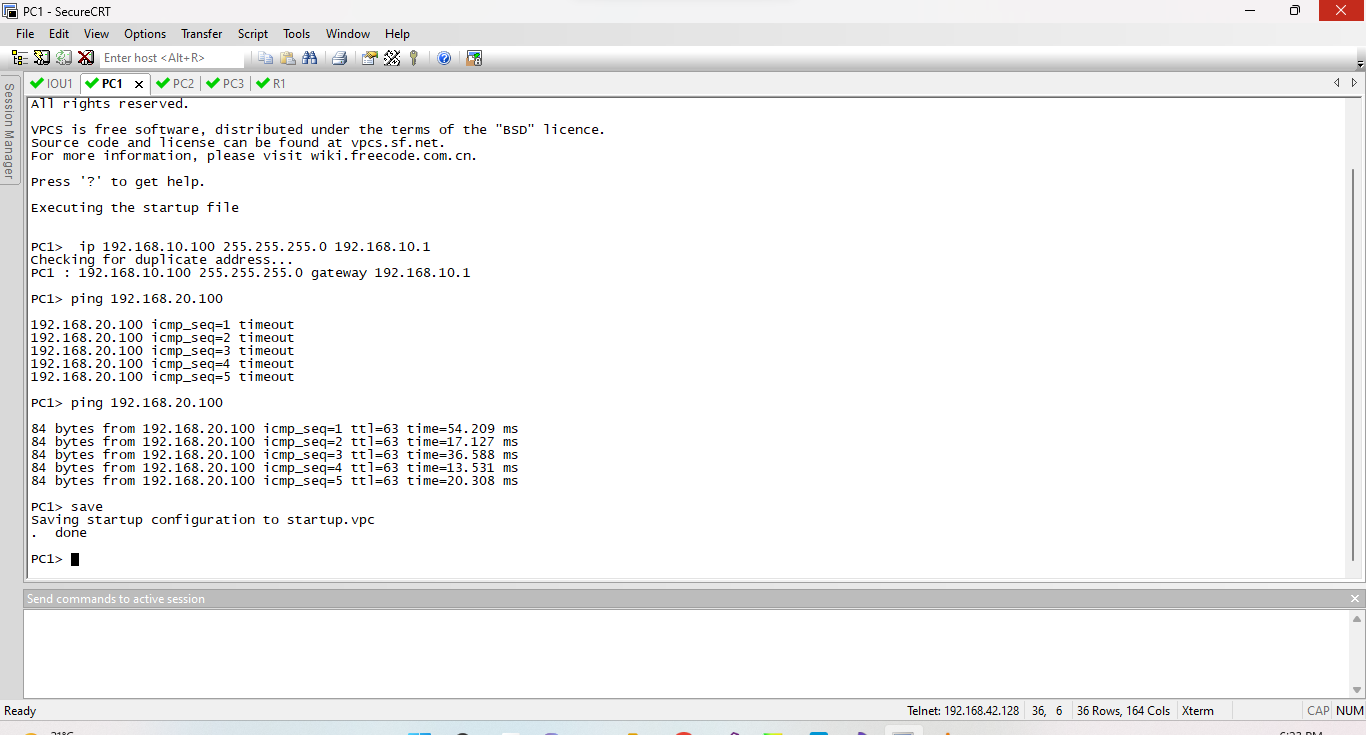 PC1 - SecureCRT
File Edit View Options Transfer Script Tools Window Help
Enter host <Alt+R>
IOU1 PC1 PC2 PC3 R1
Session Manager
All rights reserved.
VPCS is free software, distributed under the terms of the "BSD" licence.
Source code and license can be found at vpcs.sf.net.
For more information, please visit wiki.freecode.com.cn.
Press '?' to get help.
Executing the startup file
PC1>  ip 192.168.10.100 255.255.255.0 192.168.10.1
Checking for duplicate address...
PC1 : 192.168.10.100 255.255.255.0 gateway 192.168.10.1
PC1> ping 192.168.20.100
192.168.20.100 icmp_seq=1 timeout
192.168.20.100 icmp_seq=2 timeout
192.168.20.100 icmp_seq=3 timeout
192.168.20.100 icmp_seq=4 timeout
192.168.20.100 icmp_seq=5 timeout
PC1> ping 192.168.20.100
84 bytes from 192.168.20.100 icmp_seq=1 ttl=63 time=54.209 ms
84 bytes from 192.168.20.100 icmp_seq=2 ttl=63 time=17.127 ms
84 bytes from 192.168.20.100 icmp_seq=3 ttl=63 time=36.588 ms
84 bytes from 192.168.20.100 icmp_seq=4 ttl=63 time=13.531 ms
84 bytes from 192.168.20.100 icmp_seq=5 ttl=63 time=20.308 ms
PC1> save
Saving startup configuration to startup.vpc
.  done
PC1>
Send commands to active session
Ready Telnet: 192.168.42.128 36, 6 36 Rows, 164 Cols Xterm CAP NUM